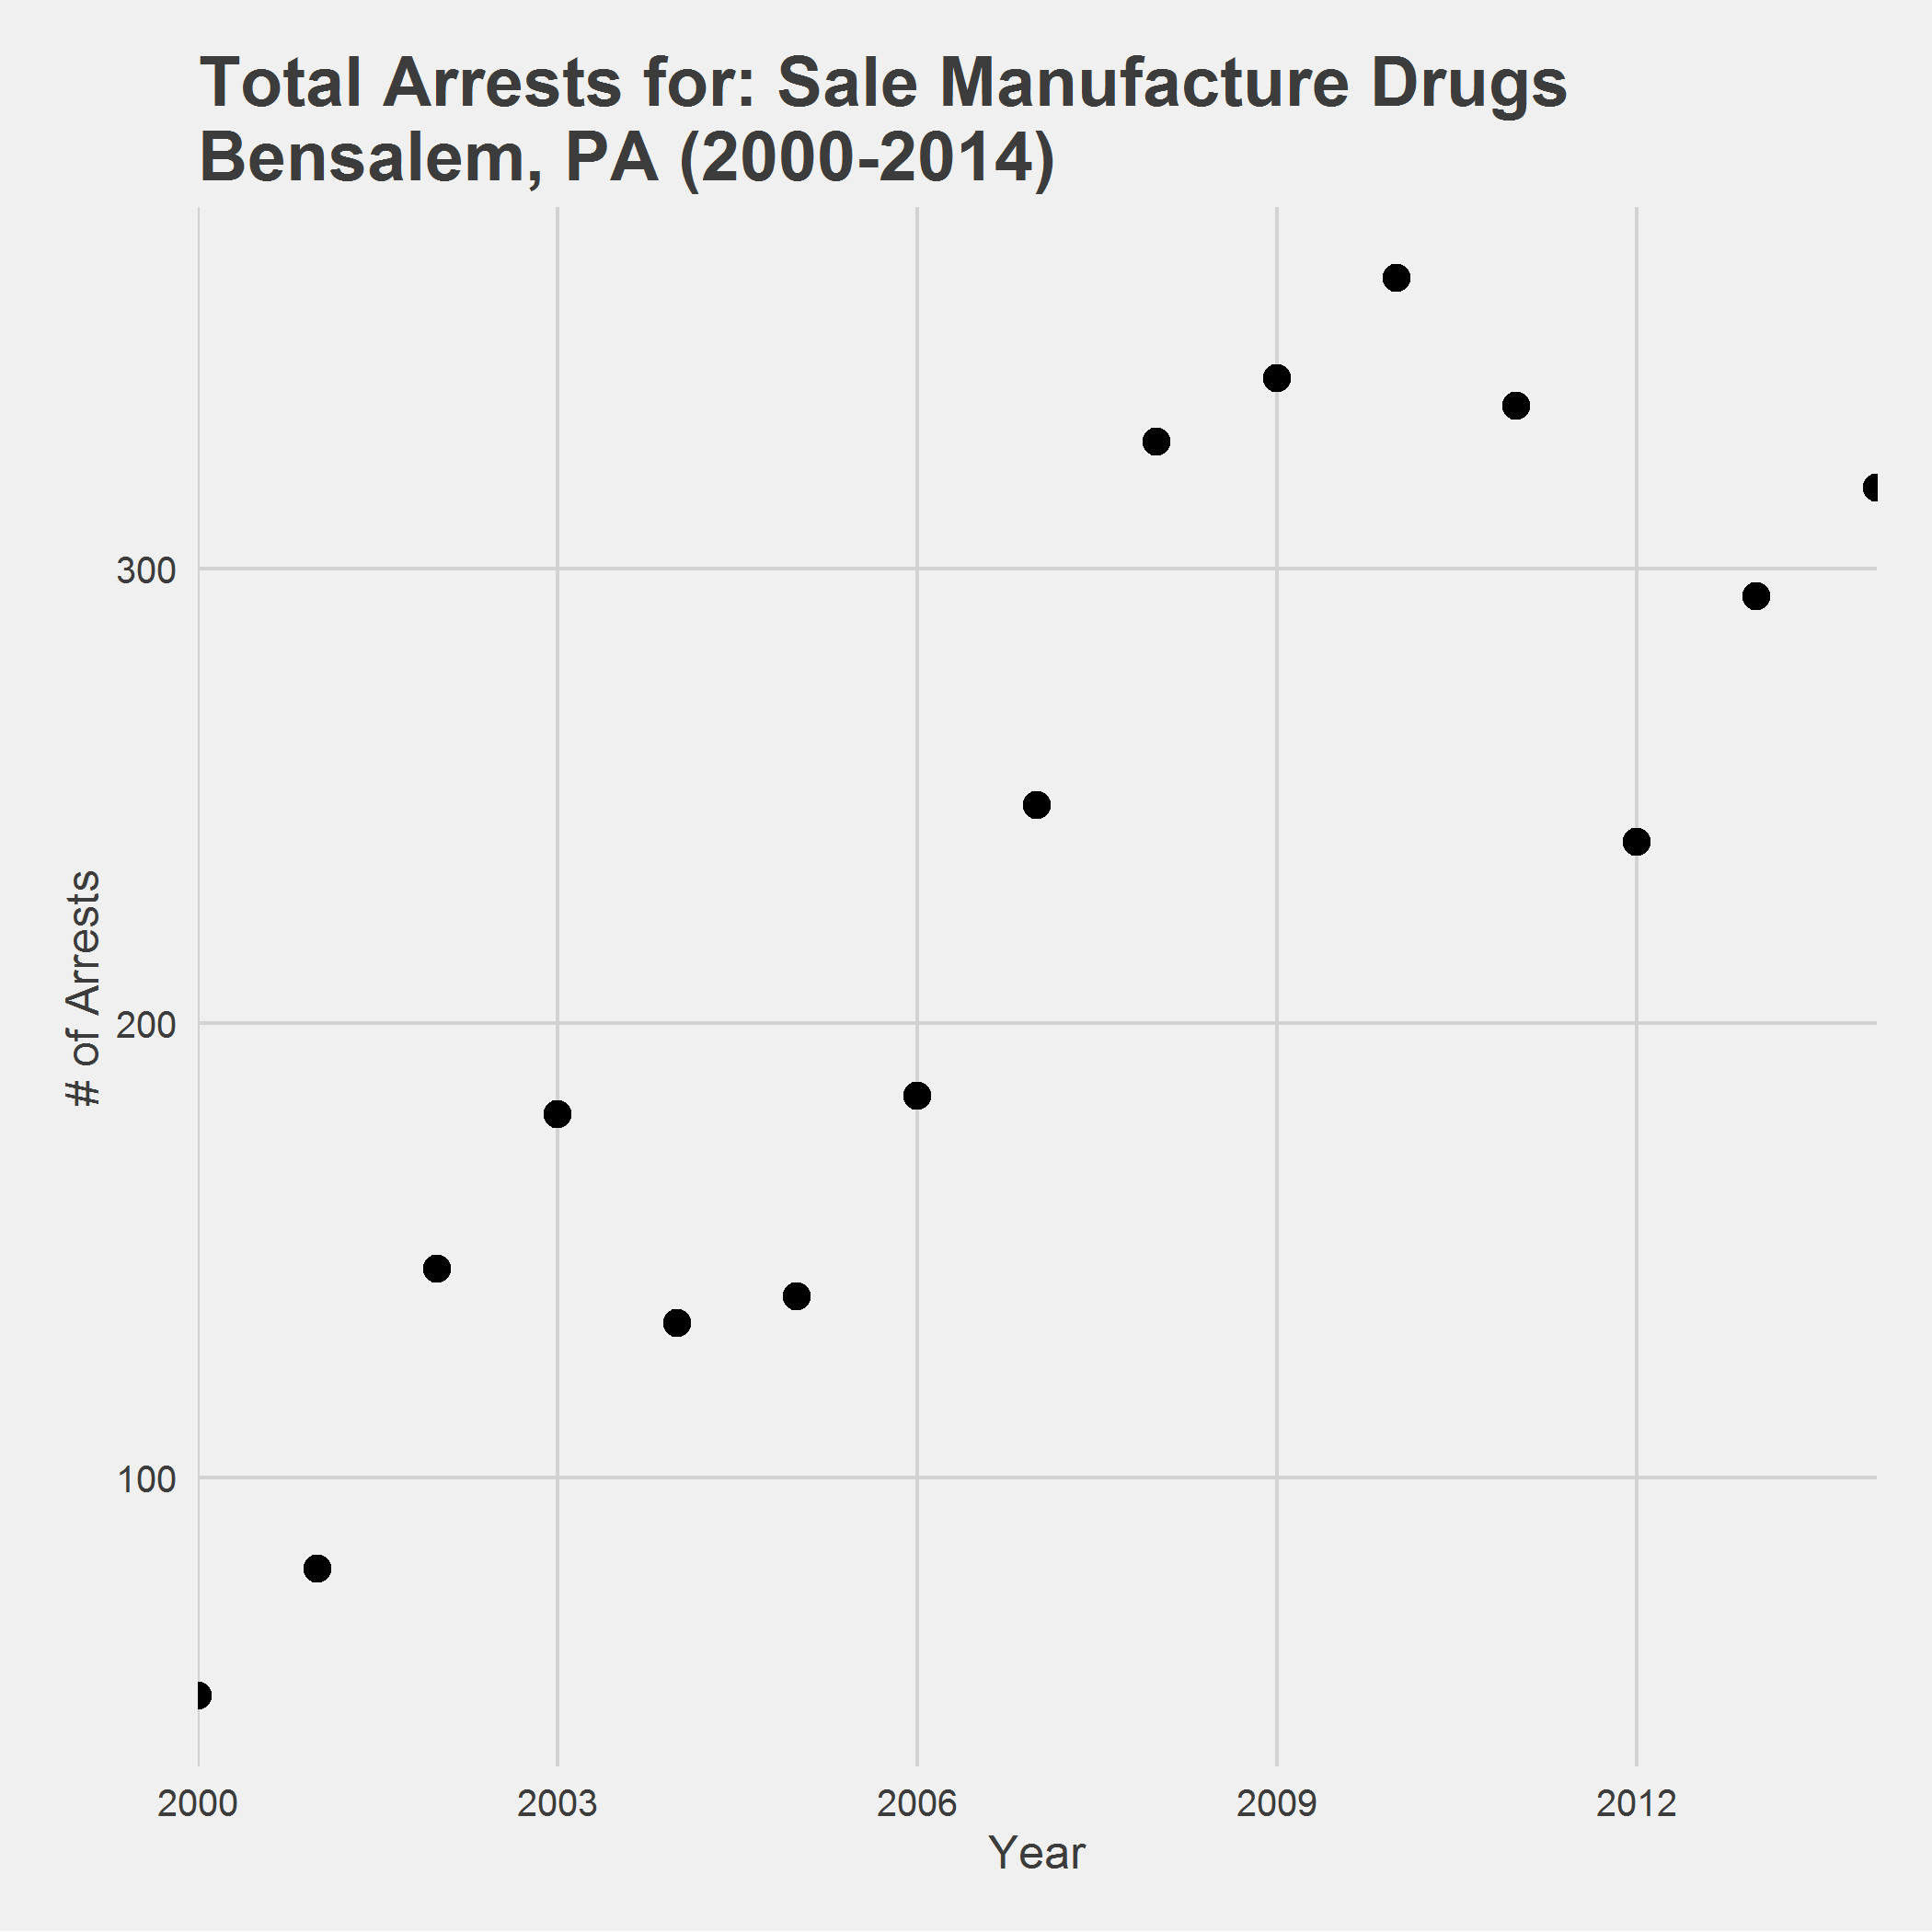 Total Arrests for: Sale Manufacture Drugs
Bensalem, PA (2000-2014)
300
200
100
# of Arrests
2000 2003 2006 2009 2012
Year